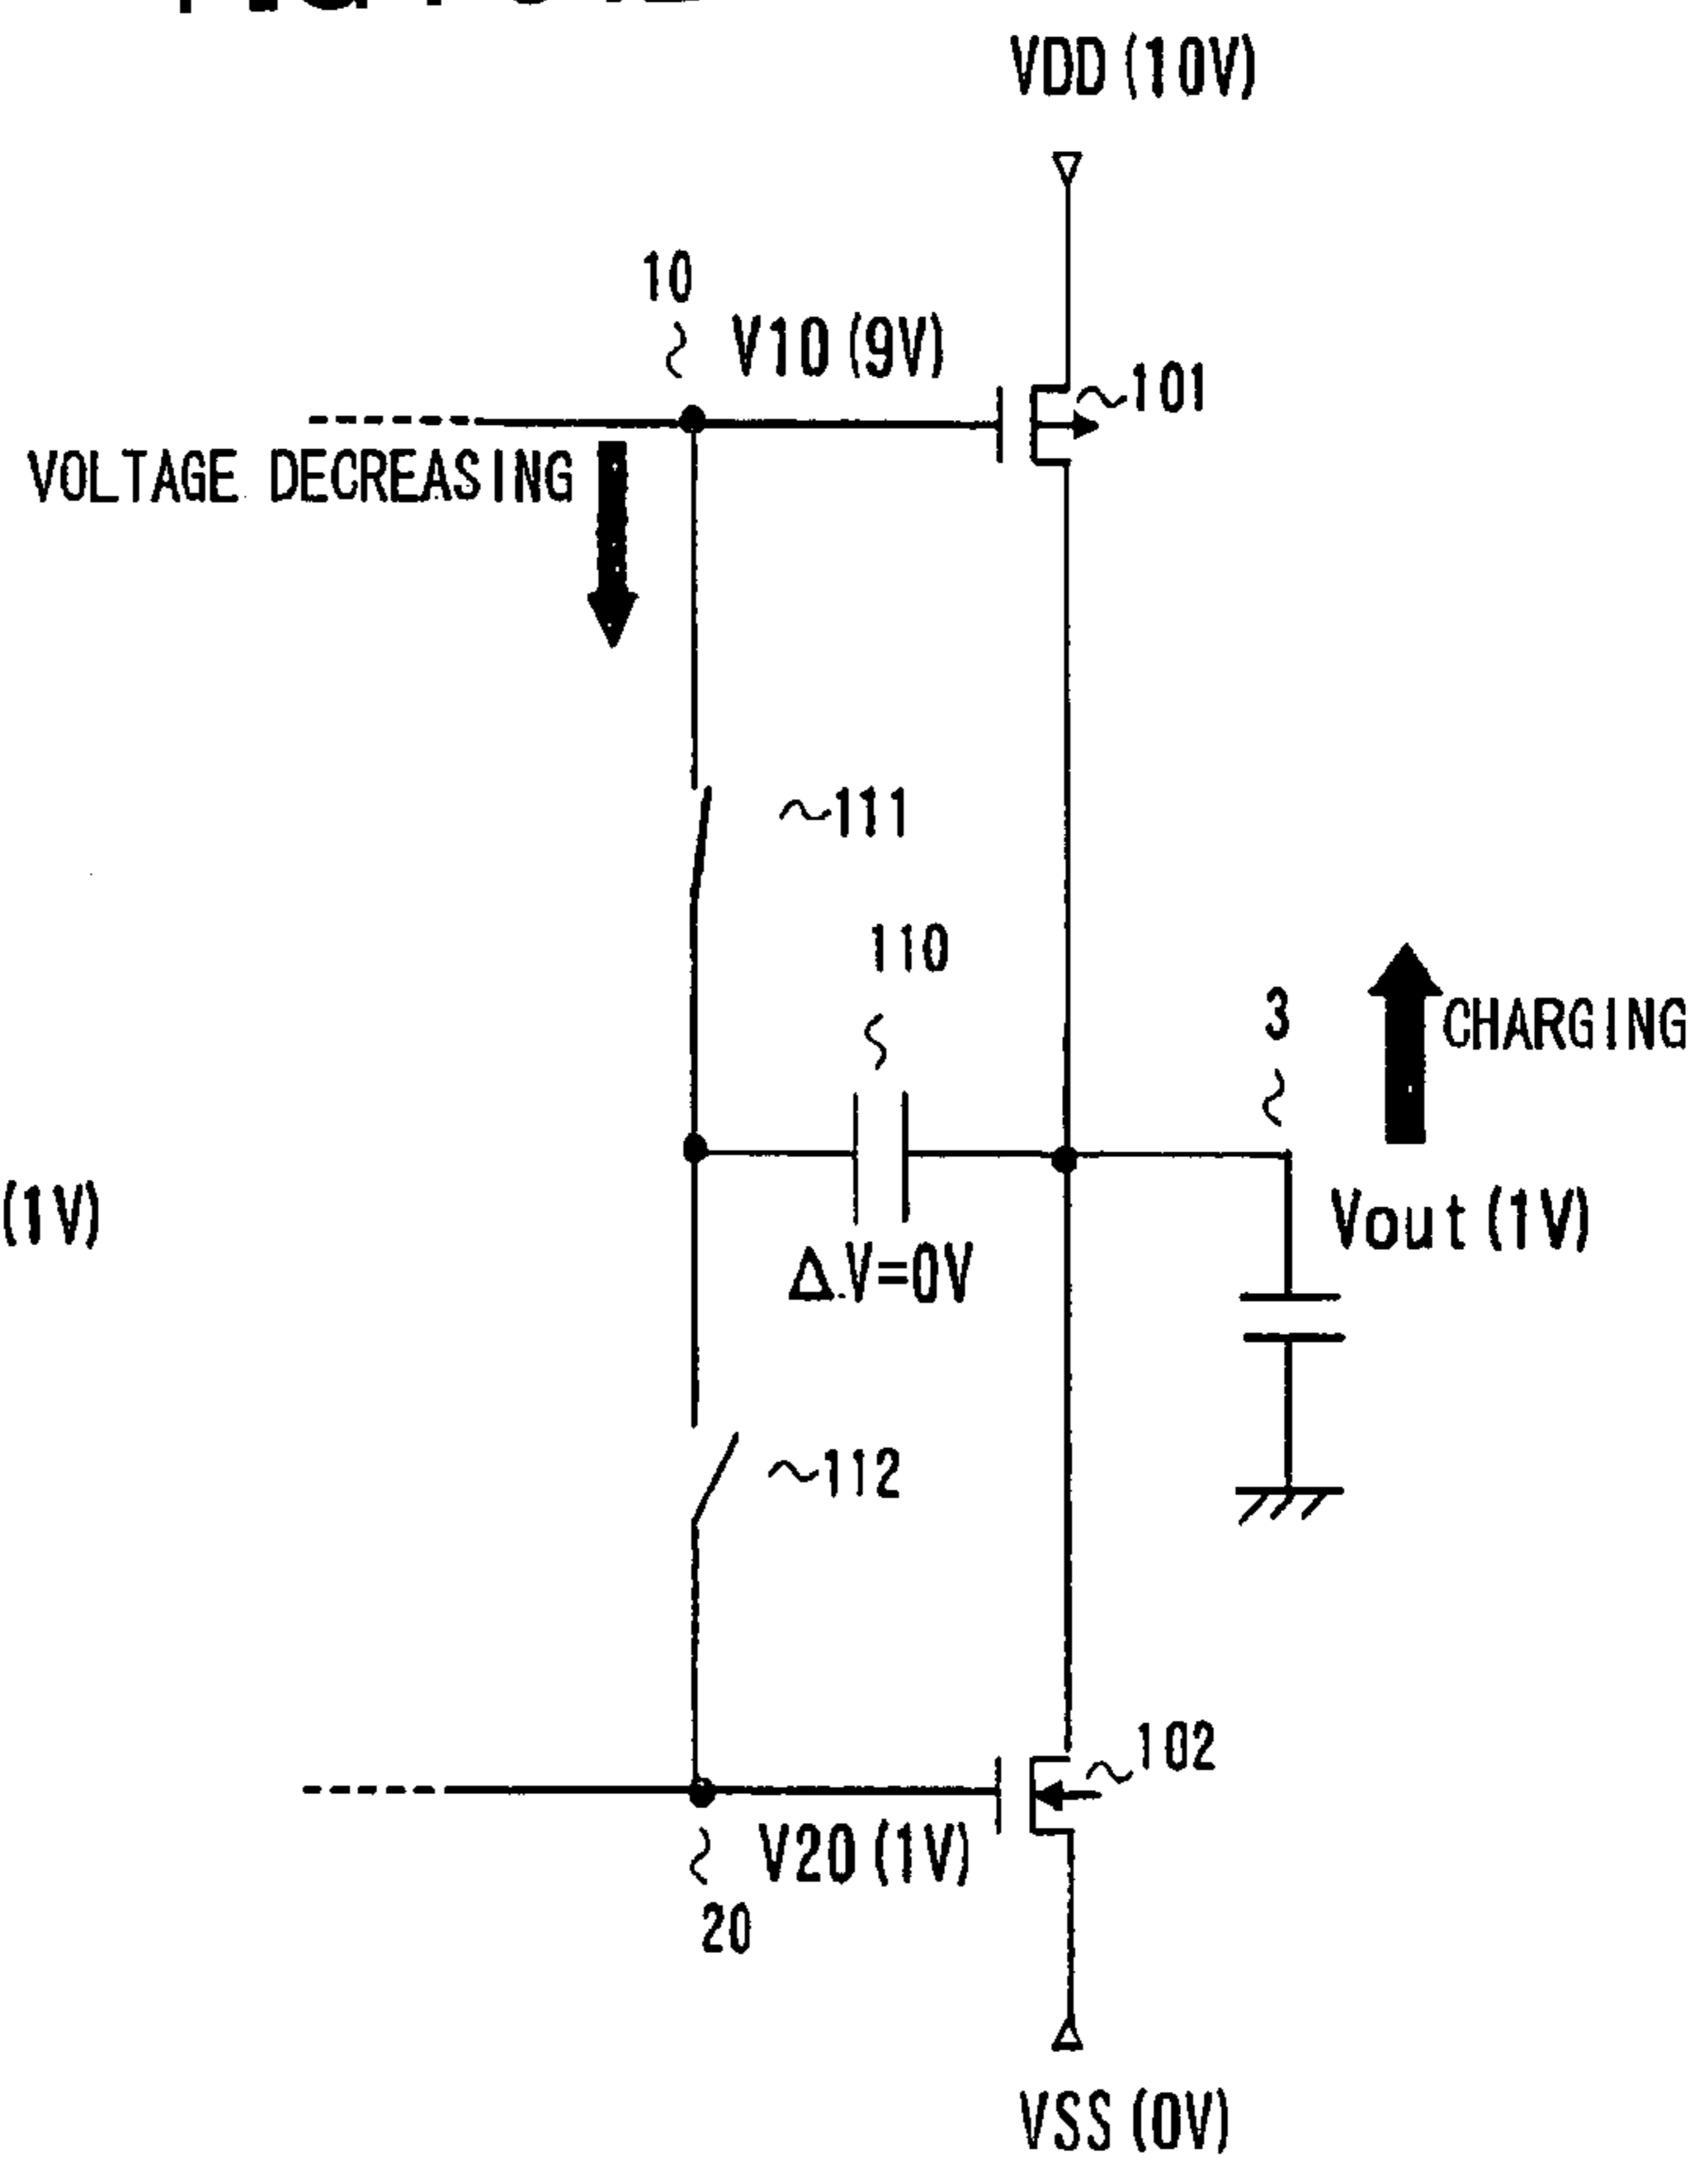 VDD (10V)
10
V10 (9V)
101
VOLTAGE DECREASING
111
110
3
CHARGING
(1V)
Vout (1V)
ΔV=0V
112
102
V20 (1V)
20
VSS (0V)